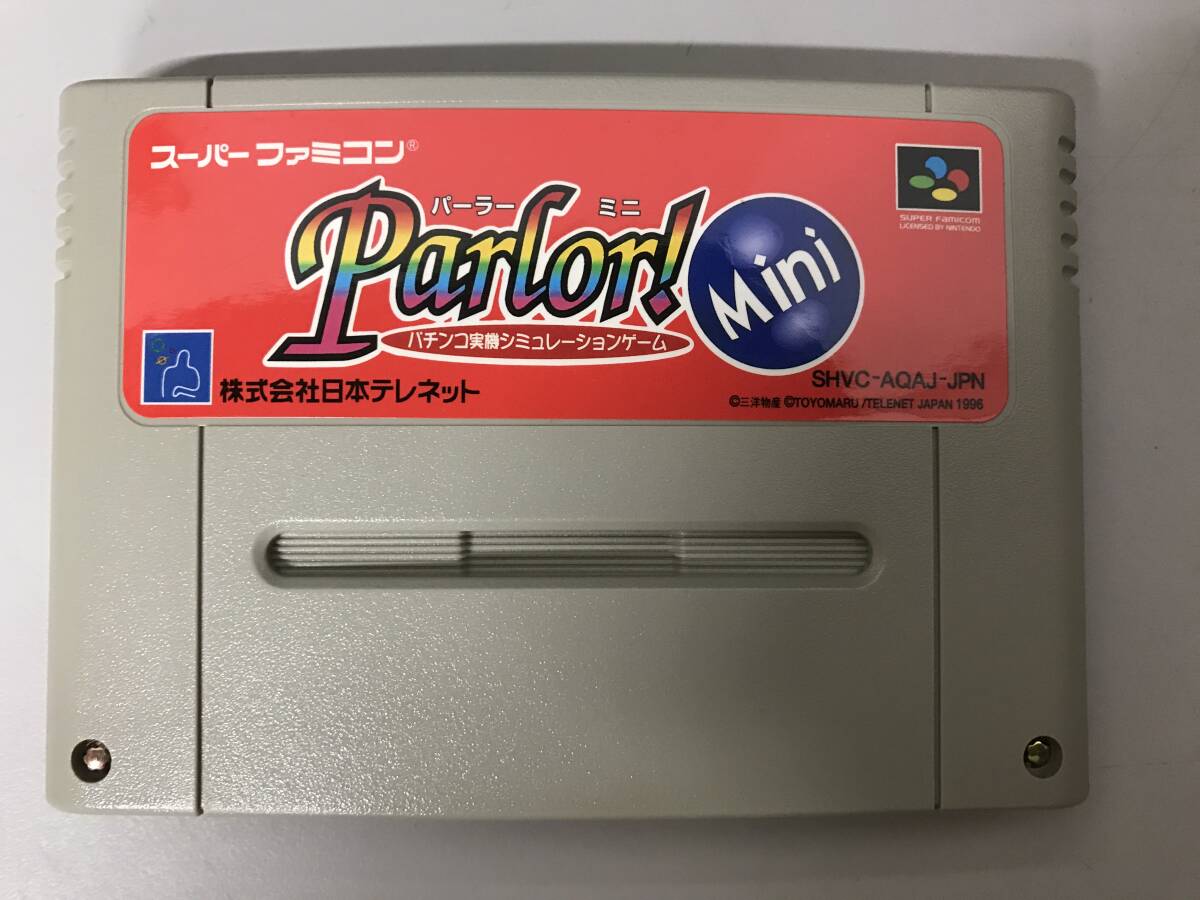 スーパーファミコン®
パーラー ミニ
Parlor! Mini
パチンコ実機シミュレーションゲーム
SUPER FAMICOM
LICENSED BY NINTENDO
株式会社日本テレネット
SHVC-AQAJ-JPN
©三洋物産 ©TOYOMARU/TELENET JAPAN 1996